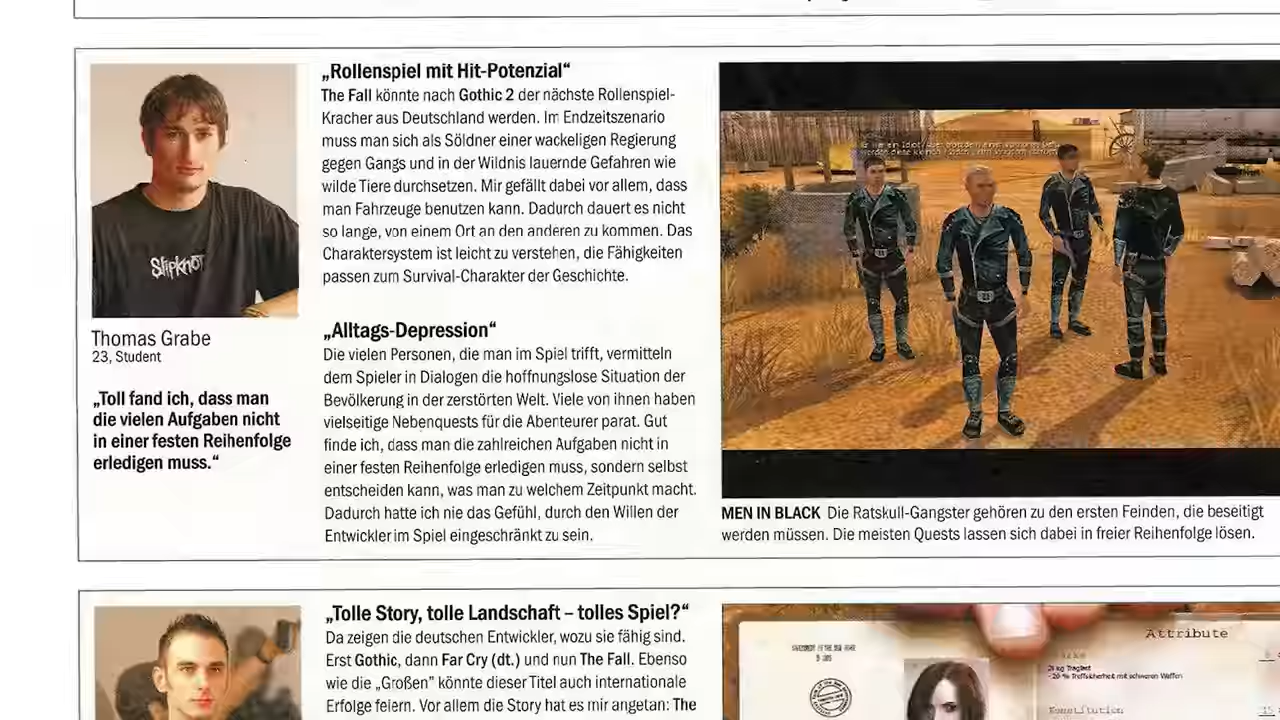 „Rollenspiel mit Hit-Potenzial“
The Fall könnte nach Gothic 2 der nächste Rollenspiel-
Kracher aus Deutschland werden. Im Endzeitszenario
muss man sich als Söldner einer wackeligen Regierung
gegen Gangs und in der Wildnis lauernde Gefahren wie
wilde Tiere durchsetzen. Mir gefällt dabei vor allem, dass
man Fahrzeuge benutzen kann. Dadurch dauert es nicht
so lange, von einem Ort an den anderen zu kommen. Das
Charaktersystem ist leicht zu verstehen, die Fähigkeiten
passen zum Survival-Charakter der Geschichte.
Slipknot
Thomas Grabe
23, Student
„Toll fand ich, dass man
die vielen Aufgaben nicht
in einer festen Reihenfolge
erledigen muss.“
„Alltags-Depression“
Die vielen Personen, die man im Spiel trifft, vermitteln
dem Spieler in Dialogen die hoffnungslose Situation der
Bevölkerung in der zerstörten Welt. Viele von ihnen haben
vielseitige Nebenquests für die Abenteurer parat. Gut
finde ich, dass man die zahlreichen Aufgaben nicht in
einer festen Reihenfolge erledigen muss, sondern selbst
entscheiden kann, was man zu welchem Zeitpunkt macht.
Dadurch hatte ich nie das Gefühl, durch den Willen der
Entwickler im Spiel eingeschränkt zu sein.
MEN IN BLACK Die Ratskull-Gangster gehören zu den ersten Feinden, die beseitigt
werden müssen. Die meisten Quests lassen sich dabei in freier Reihenfolge lösen.
„Tolle Story, tolle Landschaft – tolles Spiel?“
Da zeigen die deutschen Entwickler, wozu sie fähig sind.
Erst Gothic, dann Far Cry (dt.) und nun The Fall. Ebenso
wie die „Großen“ könnte dieser Titel auch internationale
Erfolge feiern. Vor allem die Story hat es mir angetan: The
Attribute
20 % Treffsicherheit mit schweren Waffen
Konstitution